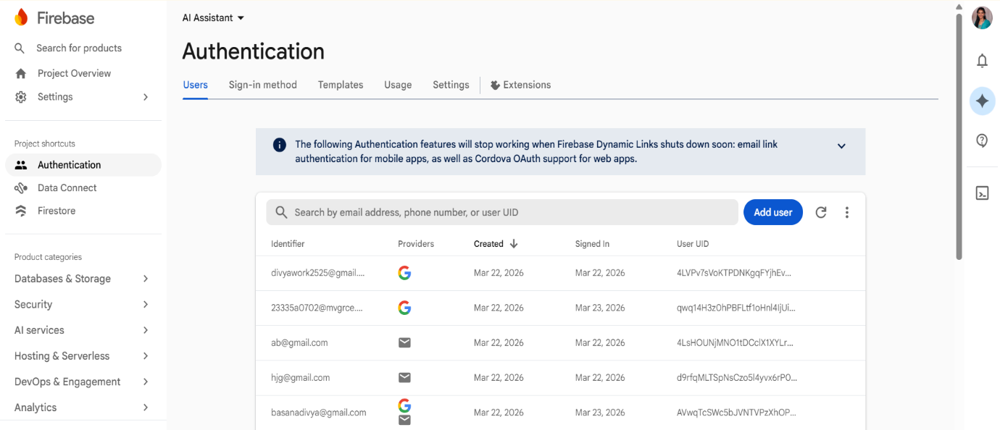 Firebase
Search for products
Project Overview
Settings
Project shortcuts
Authentication
Data Connect
Firestore
Product categories
Databases & Storage
Security
AI services
Hosting & Serverless
DevOps & Engagement
Analytics
AI Assistant
Authentication
Users Sign-in method Templates Usage Settings Extensions
The following Authentication features will stop working when Firebase Dynamic Links shuts down soon: email link
authentication for mobile apps, as well as Cordova OAuth support for web apps.
Search by email address, phone number, or user UID Add user
Identifier Providers Created Signed In User UID
divyawork2525@gmail.... Mar 22, 2026 Mar 22, 2026 4LVPv7sVoKTPDNKgqFYjhEv...
23335a0702@mvgrce.... Mar 22, 2026 Mar 23, 2026 qwq14H3z0hPBFLtf1oHnl4IjUi...
ab@gmail.com Mar 22, 2026 Mar 22, 2026 4LsHOUNjMNO1tDCclX1XYLr...
hjg@gmail.com Mar 22, 2026 Mar 22, 2026 d9rfqMLTSpNsCzo5l4yvx6rP0...
basanadivya@gmail.com Mar 22, 2026 Mar 23, 2026 AVwqTcSWc5bJVNTVPzXhOP...